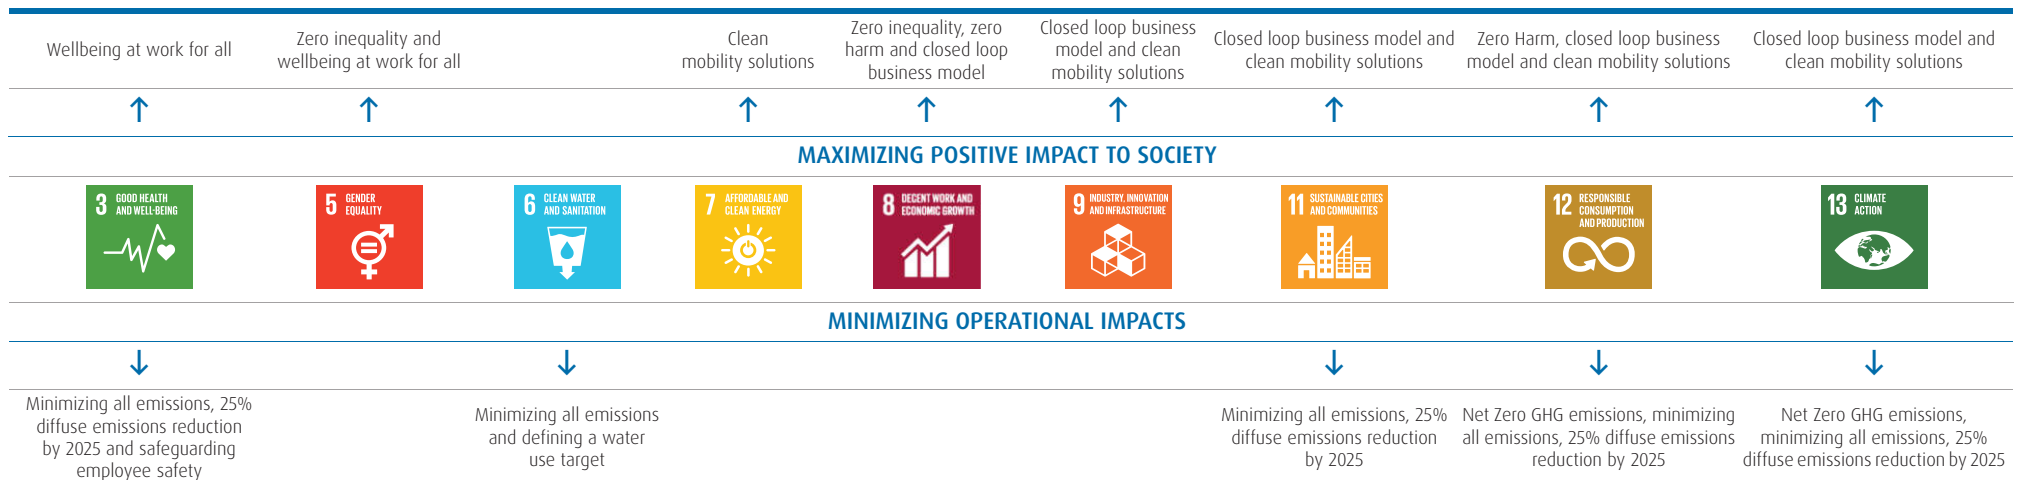 Wellbeing at work for all
Zero inequality and
wellbeing at work for all
Clean
mobility solutions
Zero inequality, zero
harm and closed loop
business model
Closed loop business
model and clean
mobility solutions
Closed loop business model and
clean mobility solutions
Zero Harm, closed loop business
model and clean mobility solutions
Closed loop business model and
clean mobility solutions
MAXIMIZING POSITIVE IMPACT TO SOCIETY
3 GOOD HEALTH
AND WELL-BEING
5 GENDER
EQUALITY
6 CLEAN WATER
AND SANITATION
7 AFFORDABLE AND
CLEAN ENERGY
8 DECENT WORK AND
ECONOMIC GROWTH
9 INDUSTRY, INNOVATION
AND INFRASTRUCTURE
11 SUSTAINABLE CITIES
AND COMMUNITIES
12 RESPONSIBLE
CONSUMPTION
AND PRODUCTION
13 CLIMATE
ACTION
MINIMIZING OPERATIONAL IMPACTS
Minimizing all emissions, 25%
diffuse emissions reduction
by 2025 and safeguarding
employee safety
Minimizing all emissions
and defining a water
use target
Minimizing all emissions, 25%
diffuse emissions reduction
by 2025
Net Zero GHG emissions, minimizing
all emissions, 25% diffuse emissions
reduction by 2025
Net Zero GHG emissions,
minimizing all emissions, 25%
diffuse emissions reduction by 2025